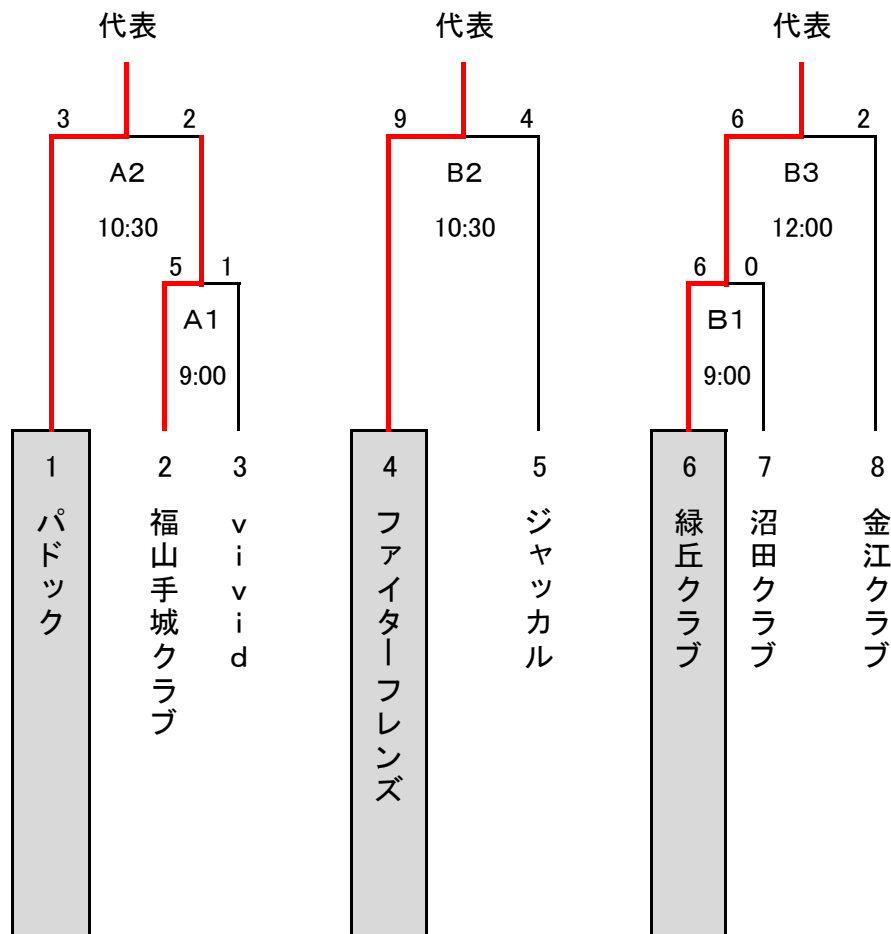 代表 代表 代表
3 2 9 4 6 2
A2 B2 B3
10:30 10:30 12:00
5 1 6 0
A1 B1
9:00 9:00
1 2 3 4 5 6 7 8
パドック
福山手城クラブ
vivid
ファイターフレンズ
ジャッカル
緑丘クラブ
沼田クラブ
金江クラブ